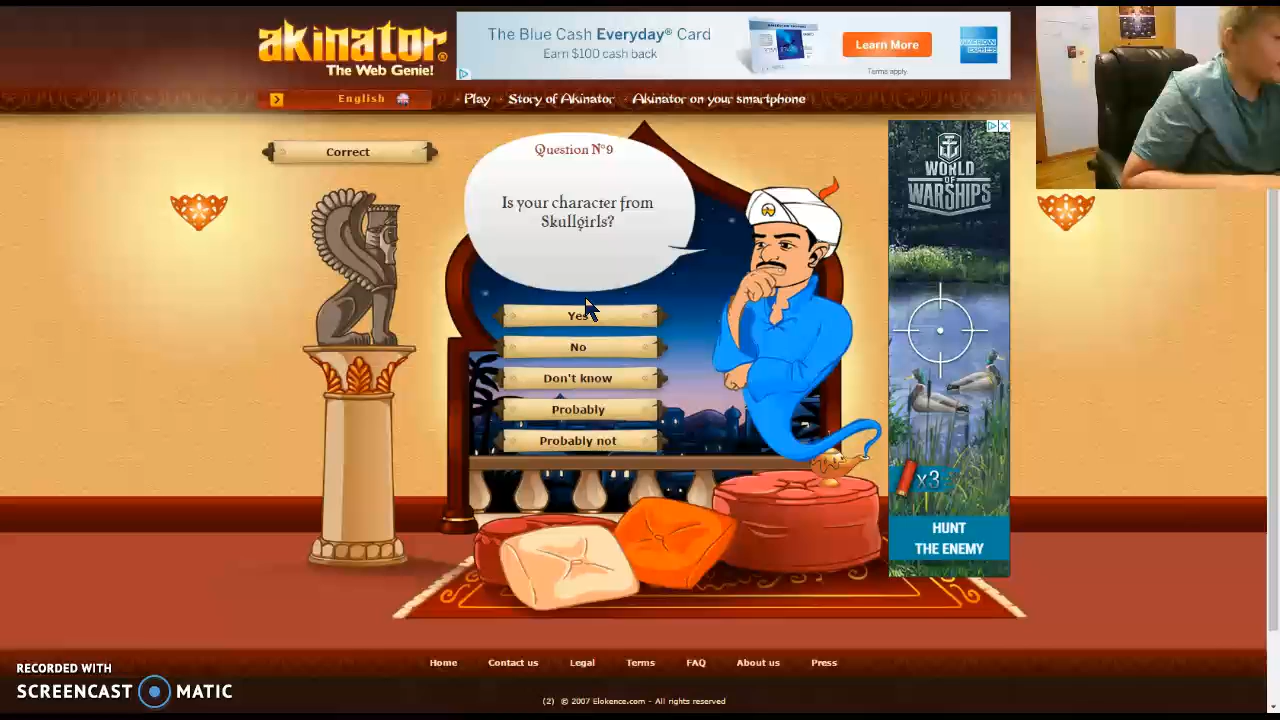 akinator®
The Web Genie!
The Blue Cash Everyday® Card
Earn $100 cash back
Learn More
Terms apply.
AMERICAN EXPRESS
English
Play
Story of Akinator
Akinator on your smartphone
Correct
Question N°9
Is your character from
Skullgirls?
Yes
No
Don't know
Probably
Probably not
WORLD
OF
WARSHIPS
x3
HUNT
THE ENEMY
Home
Contact us
Legal
Terms
FAQ
About us
Press
(2) © 2007 Elokence.com - All rights reserved
RECORDED WITH
SCREENCAST MATIC